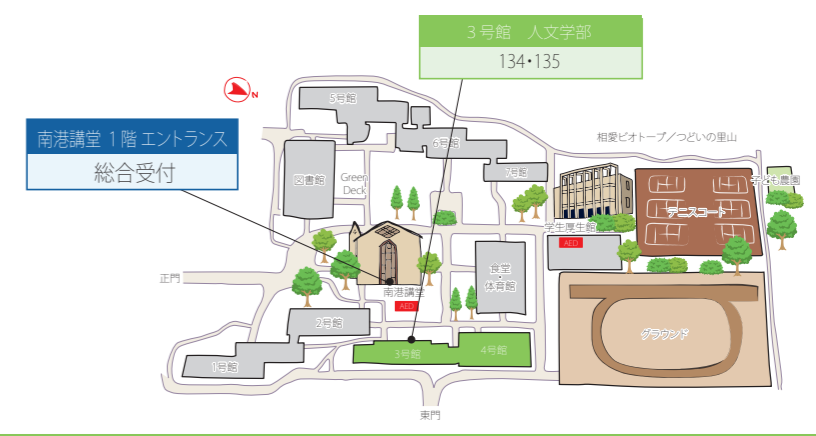 3号館 人文学部
134・135
南港講堂 1階 エントランス
総合受付
N
5号館
6号館
7号館
相愛ビオトープ／つどいの里山
子ども農園
図書館
Green
Deck
テニスコート
学生厚生館
AED
食堂
・
体育館
正門
南港講堂
AED
2号館
グラウンド
1号館
3号館
4号館
東門